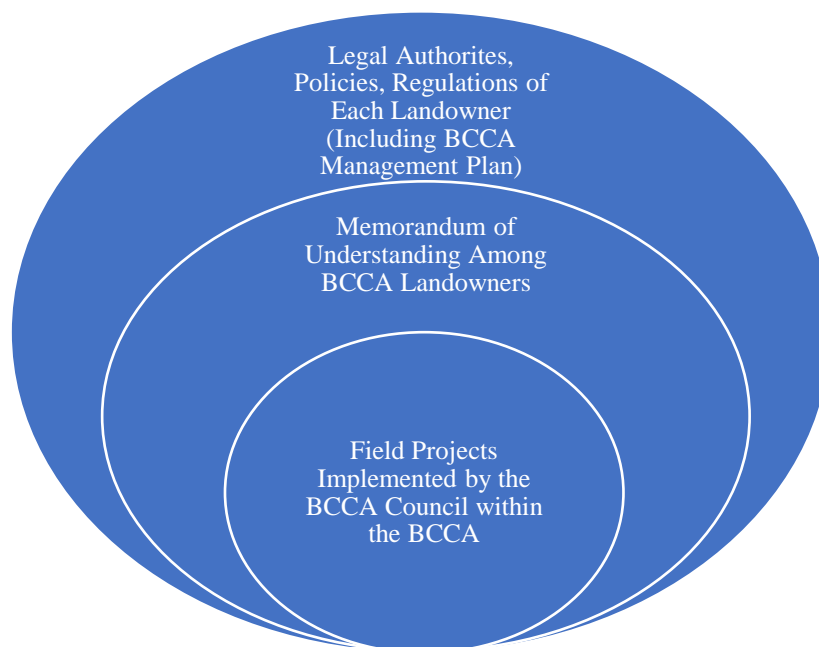 Legal Authorites,
Policies, Regulations of
Each Landowner
(Including BCCA
Management Plan)
Memorandum of
Understanding Among
BCCA Landowners
Field Projects
Implemented by the
BCCA Council within
the BCCA